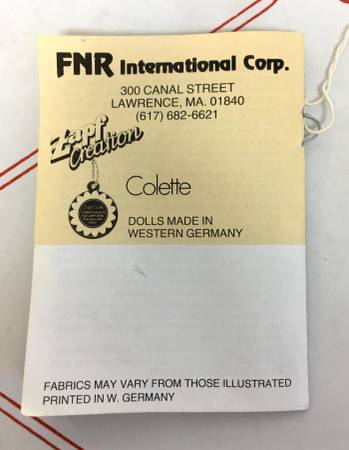 FNR International Corp.
300 CANAL STREET
LAWRENCE, MA. 01840
(617) 682-6621
Zapf
Creation
Colette
DOLLS MADE IN
WESTERN GERMANY
FABRICS MAY VARY FROM THOSE ILLUSTRATED
PRINTED IN W. GERMANY